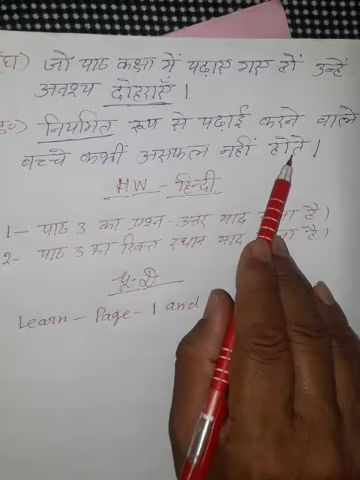 (घ) जो पाठ कक्षा में पढ़ाए गए हों उन्हें
अवश्य दोहराएँ ।
नियमित रूप से पढ़ाई करने वाले
बच्चे कभी असफल नहीं होते ।
HW - हिन्दी
1- पाठ 3 का प्रश्न-उत्तर याद है।
2- पाठ 3 का रिक्त स्थान याद है।
Learn - Page - 1 and